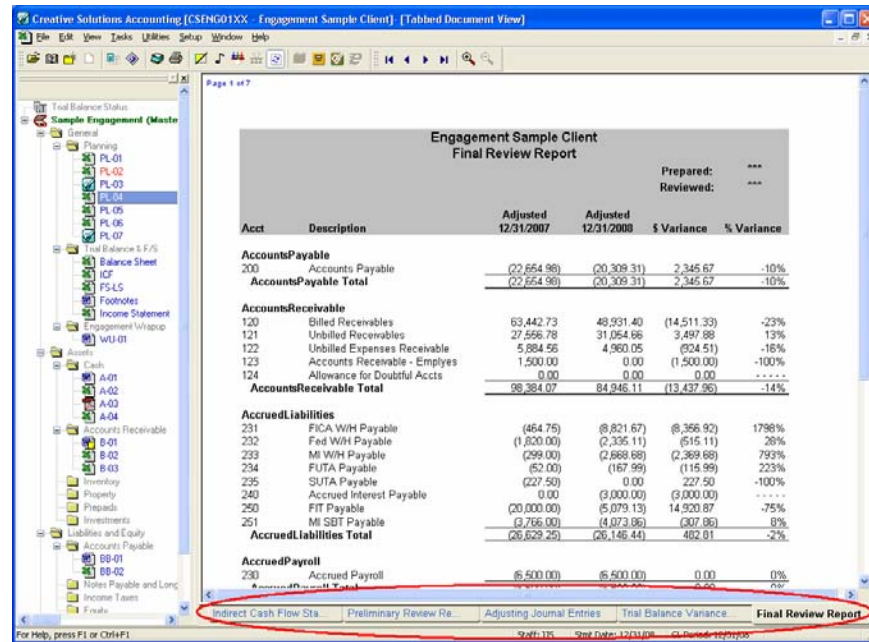 Creative Solutions Accounting [CSENG01XX - Engagement Sample Client]- [Tabbed Document View]
File Edit View Tasks Utilities Setup Window Help
Page 1 of 7
Trial Balance Status
Sample Engagement (Maste
General
Planning
PL-01
PL-02
PL-03
PL-04
PL-05
PL-06
PL-07
Trial Balance & F/S
Balance Sheet
ICF
FS-LS
Footnotes
Income Statement
Engagement Wrapup
WU-01
Assets
Cash
A-01
A-02
A-03
A-04
Accounts Receivable
B-01
B-02
B-03
Inventory
Property
Prepaids
Investments
Liabilities and Equity
Accounts Payable
BB-01
BB-02
Notes Payable and Long
Income Taxes
Equity
Engagement Sample Client
Final Review Report
Prepared: ***
Reviewed: ***
Adjusted Adjusted
Acct Description 12/31/2007 12/31/2008 $ Variance % Variance
AccountsPayable
200 Accounts Payable (22,654.98) (20,309.31) 2,345.67 -10%
AccountsPayable Total (22,654.98) (20,309.31) 2,345.67 -10%
AccountsReceivable
120 Billed Receivables 63,442.73 48,931.40 (14,511.33) -23%
121 Unbilled Receivables 27,556.78 31,054.66 3,497.88 13%
122 Unbilled Expenses Receivable 5,884.56 4,960.05 (924.51) -16%
123 Accounts Receivable - Emplyes 1,500.00 0.00 (1,500.00) -100%
124 Allowance for Doubtful Accts 0.00 0.00 0.00 - - - - -
AccountsReceivable Total 98,384.07 84,946.11 (13,437.96) -14%
AccruedLiabilities
231 FICA W/H Payable (464.75) (8,821.67) (8,356.92) 1798%
232 Fed W/H Payable (1,820.00) (2,335.11) (515.11) 28%
233 MI W/H Payable (299.00) (2,668.68) (2,369.68) 793%
234 FUTA Payable (52.00) (167.99) (115.99) 223%
235 SUTA Payable (227.50) 0.00 227.50 -100%
240 Accrued Interest Payable 0.00 (3,000.00) (3,000.00) - - - - -
250 FIT Payable (20,000.00) (5,079.13) 14,920.87 -75%
251 MI SBT Payable (3,766.00) (4,073.86) (307.86) 8%
AccruedLiabilities Total (26,629.25) (26,146.44) 482.81 -2%
AccruedPayroll
230 Accrued Payroll (6,500.00) (6,500.00) 0.00 0%
Indirect Cash Flow Sta... Preliminary Review Re... Adjusting Journal Entries Trial Balance Variance... Final Review Report
For Help, press F1 or Ctrl+F1 Staff: TJS Stmt Date: 12/31/08 CL Period: 12/31/08